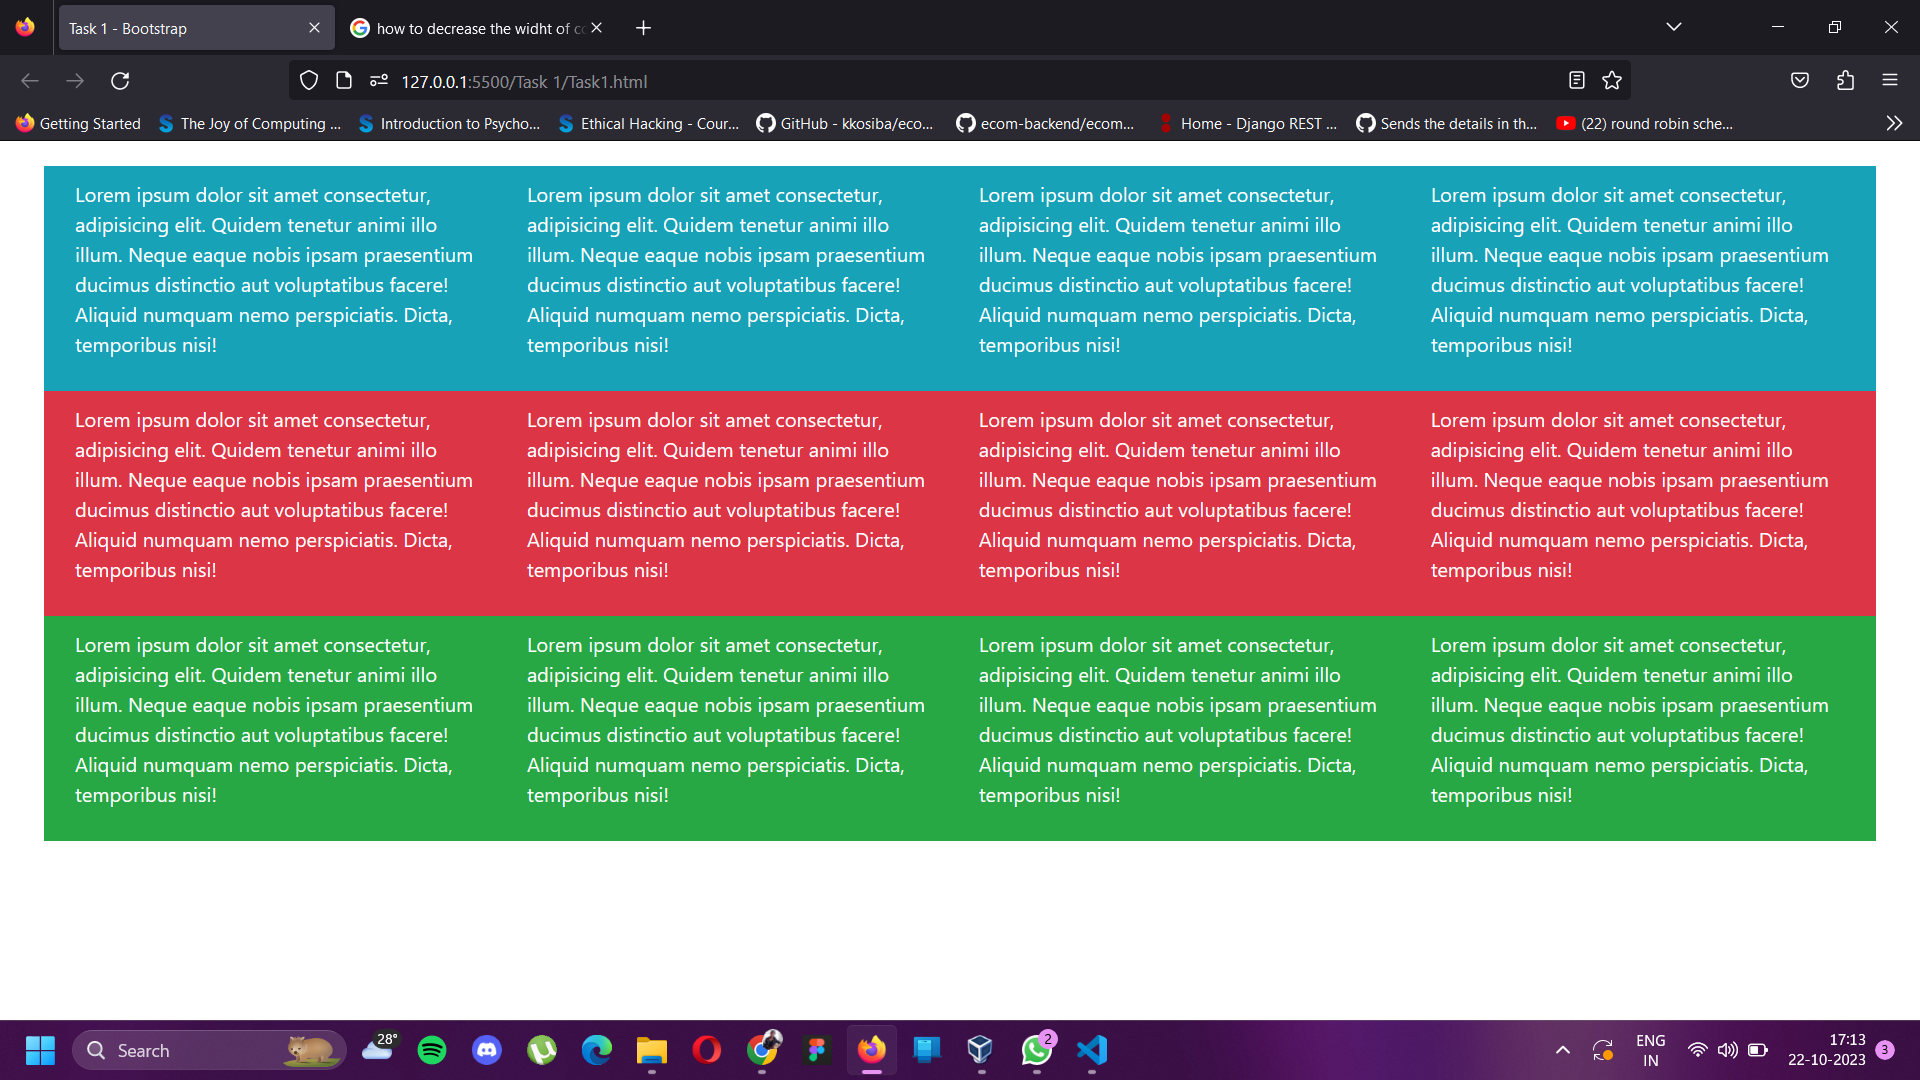 Task 1 - Bootstrap
how to decrease the widht of c
127.0.0.1:5500/Task 1/Task1.html
Getting Started
The Joy of Computing ...
Introduction to Psycho...
Ethical Hacking - Cour...
GitHub - kkosiba/eco...
ecom-backend/ecom...
Home - Django REST ...
Sends the details in th...
(22) round robin sche...
Lorem ipsum dolor sit amet consectetur,
adipisicing elit. Quidem tenetur animi illo
illum. Neque eaque nobis ipsam praesentium
ducimus distinctio aut voluptatibus facere!
Aliquid numquam nemo perspiciatis. Dicta,
temporibus nisi!
Lorem ipsum dolor sit amet consectetur,
adipisicing elit. Quidem tenetur animi illo
illum. Neque eaque nobis ipsam praesentium
ducimus distinctio aut voluptatibus facere!
Aliquid numquam nemo perspiciatis. Dicta,
temporibus nisi!
Lorem ipsum dolor sit amet consectetur,
adipisicing elit. Quidem tenetur animi illo
illum. Neque eaque nobis ipsam praesentium
ducimus distinctio aut voluptatibus facere!
Aliquid numquam nemo perspiciatis. Dicta,
temporibus nisi!
Lorem ipsum dolor sit amet consectetur,
adipisicing elit. Quidem tenetur animi illo
illum. Neque eaque nobis ipsam praesentium
ducimus distinctio aut voluptatibus facere!
Aliquid numquam nemo perspiciatis. Dicta,
temporibus nisi!
Lorem ipsum dolor sit amet consectetur,
adipisicing elit. Quidem tenetur animi illo
illum. Neque eaque nobis ipsam praesentium
ducimus distinctio aut voluptatibus facere!
Aliquid numquam nemo perspiciatis. Dicta,
temporibus nisi!
Lorem ipsum dolor sit amet consectetur,
adipisicing elit. Quidem tenetur animi illo
illum. Neque eaque nobis ipsam praesentium
ducimus distinctio aut voluptatibus facere!
Aliquid numquam nemo perspiciatis. Dicta,
temporibus nisi!
Lorem ipsum dolor sit amet consectetur,
adipisicing elit. Quidem tenetur animi illo
illum. Neque eaque nobis ipsam praesentium
ducimus distinctio aut voluptatibus facere!
Aliquid numquam nemo perspiciatis. Dicta,
temporibus nisi!
Lorem ipsum dolor sit amet consectetur,
adipisicing elit. Quidem tenetur animi illo
illum. Neque eaque nobis ipsam praesentium
ducimus distinctio aut voluptatibus facere!
Aliquid numquam nemo perspiciatis. Dicta,
temporibus nisi!
Lorem ipsum dolor sit amet consectetur,
adipisicing elit. Quidem tenetur animi illo
illum. Neque eaque nobis ipsam praesentium
ducimus distinctio aut voluptatibus facere!
Aliquid numquam nemo perspiciatis. Dicta,
temporibus nisi!
Lorem ipsum dolor sit amet consectetur,
adipisicing elit. Quidem tenetur animi illo
illum. Neque eaque nobis ipsam praesentium
ducimus distinctio aut voluptatibus facere!
Aliquid numquam nemo perspiciatis. Dicta,
temporibus nisi!
Lorem ipsum dolor sit amet consectetur,
adipisicing elit. Quidem tenetur animi illo
illum. Neque eaque nobis ipsam praesentium
ducimus distinctio aut voluptatibus facere!
Aliquid numquam nemo perspiciatis. Dicta,
temporibus nisi!
Lorem ipsum dolor sit amet consectetur,
adipisicing elit. Quidem tenetur animi illo
illum. Neque eaque nobis ipsam praesentium
ducimus distinctio aut voluptatibus facere!
Aliquid numquam nemo perspiciatis. Dicta,
temporibus nisi!
Search
28°
2
ENG
IN
17:13
22-10-2023
3